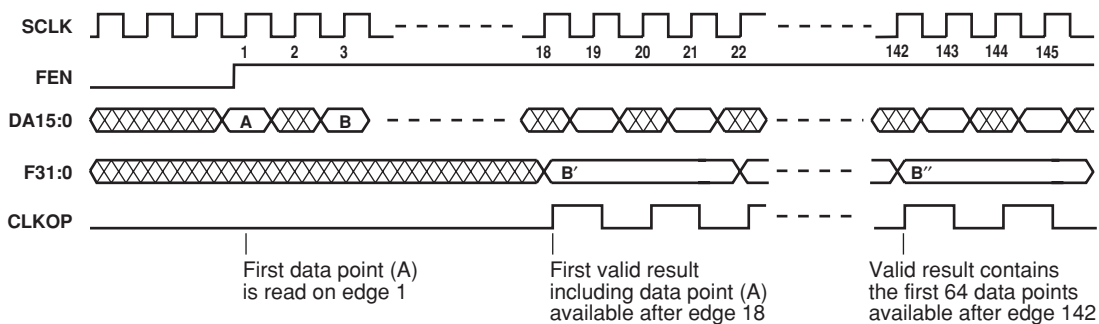 SCLK
1 2 3 18 19 20 21 22 142 143 144 145
FEN
DA15:0 A B
F31:0 B′ B″
CLKOP
First data point (A)
is read on edge 1
First valid result
including data point (A)
available after edge 18
Valid result contains
the first 64 data points
available after edge 142